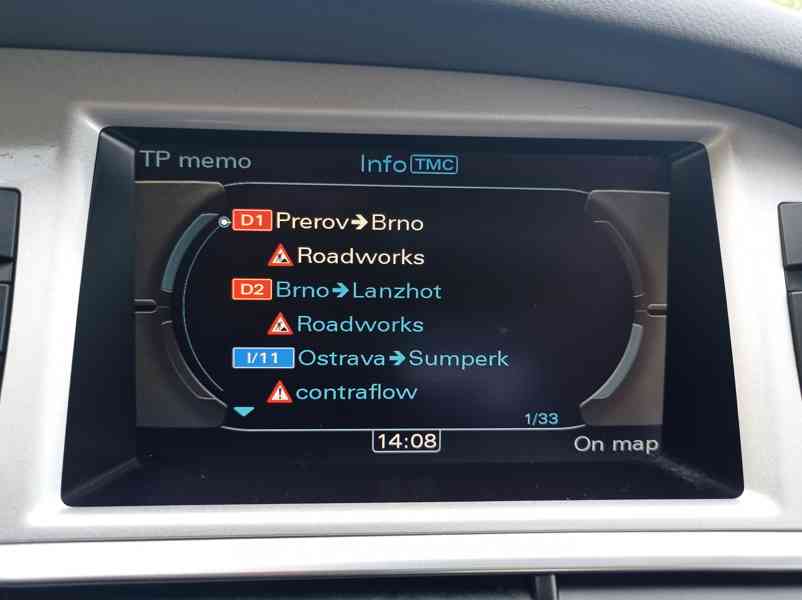 TP memo
Info TMC
D1 Prerov➔Brno
Roadworks
D2 Brno➔Lanzhot
Roadworks
I/11 Ostrava➔Sumperk
contraflow
1/33
14:08
On map